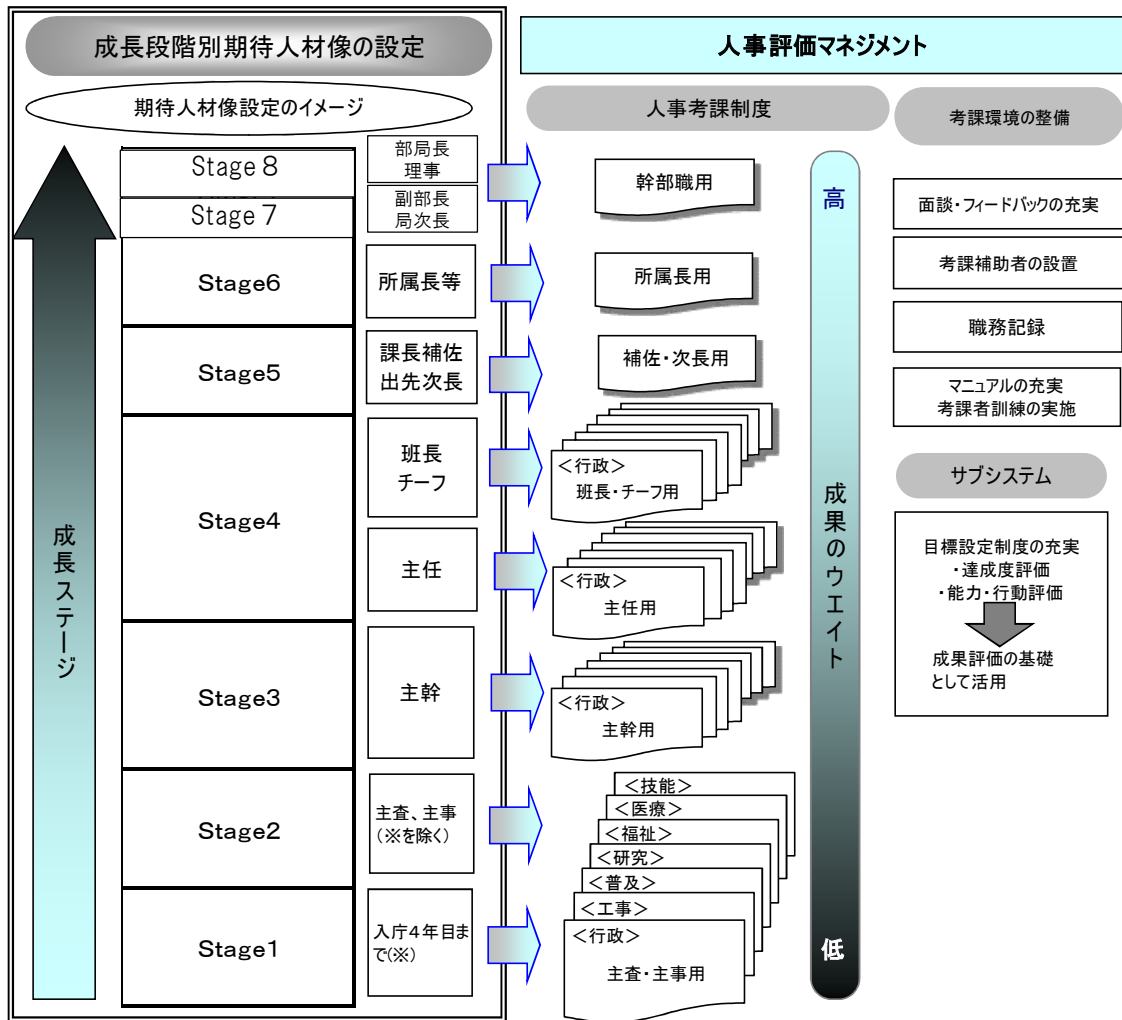 成長段階別期待人材像の設定
期待人材像設定のイメージ
成長ステージ
Stage 8
部局長
理事
Stage 7
副部長
局次長
Stage6
所属長等
Stage5
課長補佐
出先次長
Stage4
班長
チーフ
主任
Stage3
主幹
Stage2
主査、主事
(※を除く)
Stage1
入庁4年目ま
で(※)
人事評価マネジメント
人事考課制度
幹部職用
所属長用
補佐・次長用
<行政>
班長・チーフ用
<行政>
主任用
<行政>
主幹用
<技能>
<医療>
<福祉>
<研究>
<普及>
<工事>
<行政>
主査・主事用
高
成果のウエイト
低
考課環境の整備
面談・フィードバックの充実
考課補助者の設置
職務記録
マニュアルの充実
考課者訓練の実施
サブシステム
目標設定制度の充実
・達成度評価
・能力・行動評価
成果評価の基礎
として活用